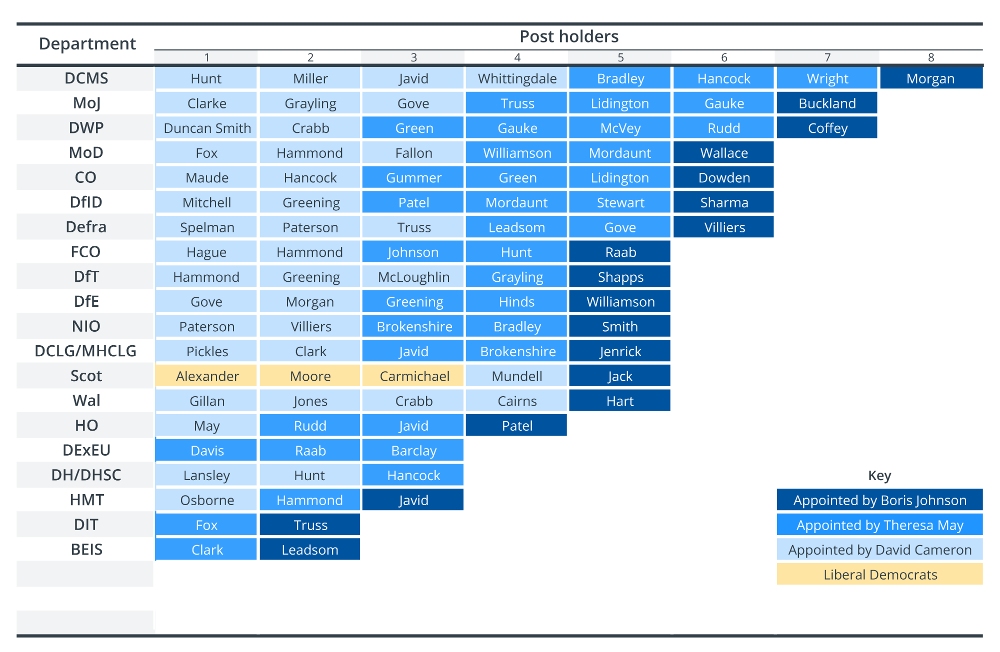 Department Post holders
1 2 3 4 5 6 7 8
DCMS Hunt Miller Javid Whittingdale Bradley Hancock Wright Morgan
MoJ Clarke Grayling Gove Truss Lidington Gauke Buckland
DWP Duncan Smith Crabb Green Gauke McVey Rudd Coffey
MoD Fox Hammond Fallon Williamson Mordaunt Wallace
CO Maude Hancock Gummer Green Lidington Dowden
DfID Mitchell Greening Patel Mordaunt Stewart Sharma
Defra Spelman Paterson Truss Leadsom Gove Villiers
FCO Hague Hammond Johnson Hunt Raab
DfT Hammond Greening McLoughlin Grayling Shapps
DfE Gove Morgan Greening Hinds Williamson
NIO Paterson Villiers Brokenshire Bradley Smith
DCLG/MHCLG Pickles Clark Javid Brokenshire Jenrick
Scot Alexander Moore Carmichael Mundell Jack
Wal Gillan Jones Crabb Cairns Hart
HO May Rudd Javid Patel
DExEU Davis Raab Barclay
DH/DHSC Lansley Hunt Hancock
HMT Osborne Hammond Javid
DIT Fox Truss
BEIS Clark Leadsom
Key
Appointed by Boris Johnson
Appointed by Theresa May
Appointed by David Cameron
Liberal Democrats